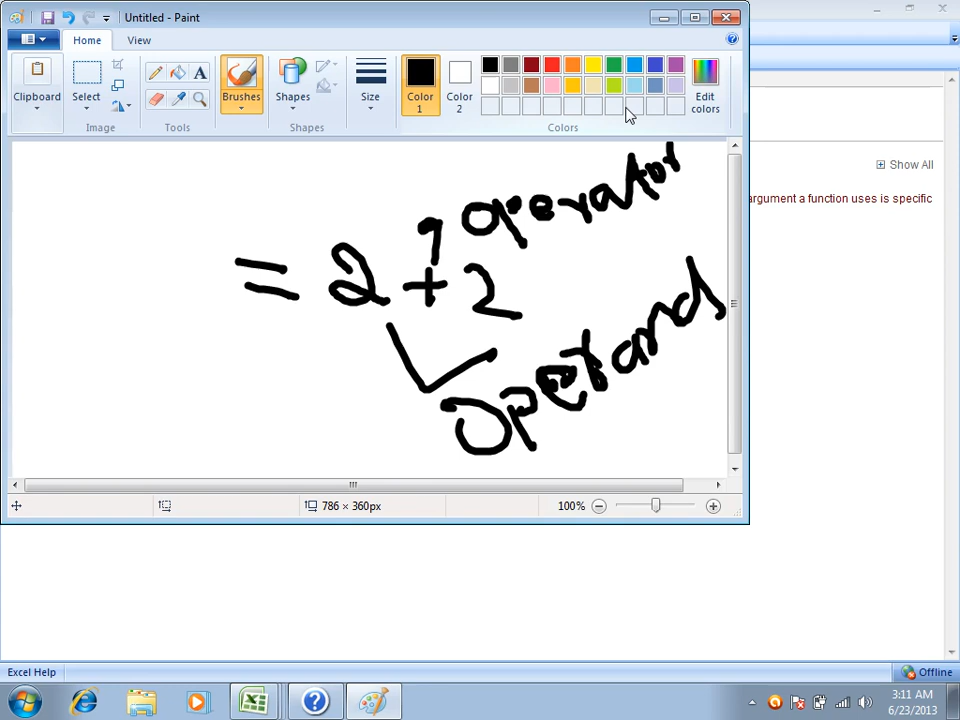 Untitled - Paint
Home
View
Clipboard
Select
Image
Tools
Brushes
Shapes
Shapes
Size
Color
1
Color
2
Colors
Edit
colors
Show All
argument a function uses is specific
operator
= 2 + 2
operand
786 × 360px
100%
Excel Help
Offline
3:11 AM
6/23/2013